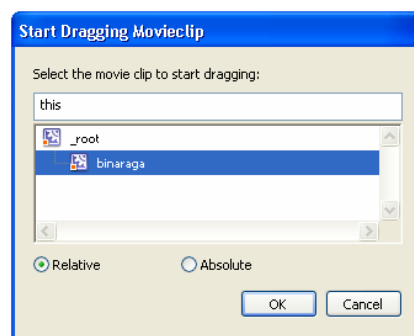 Start Dragging Movieclip
Select the movie clip to start dragging:
this
_root
binaraga
Relative Absolute
OK Cancel